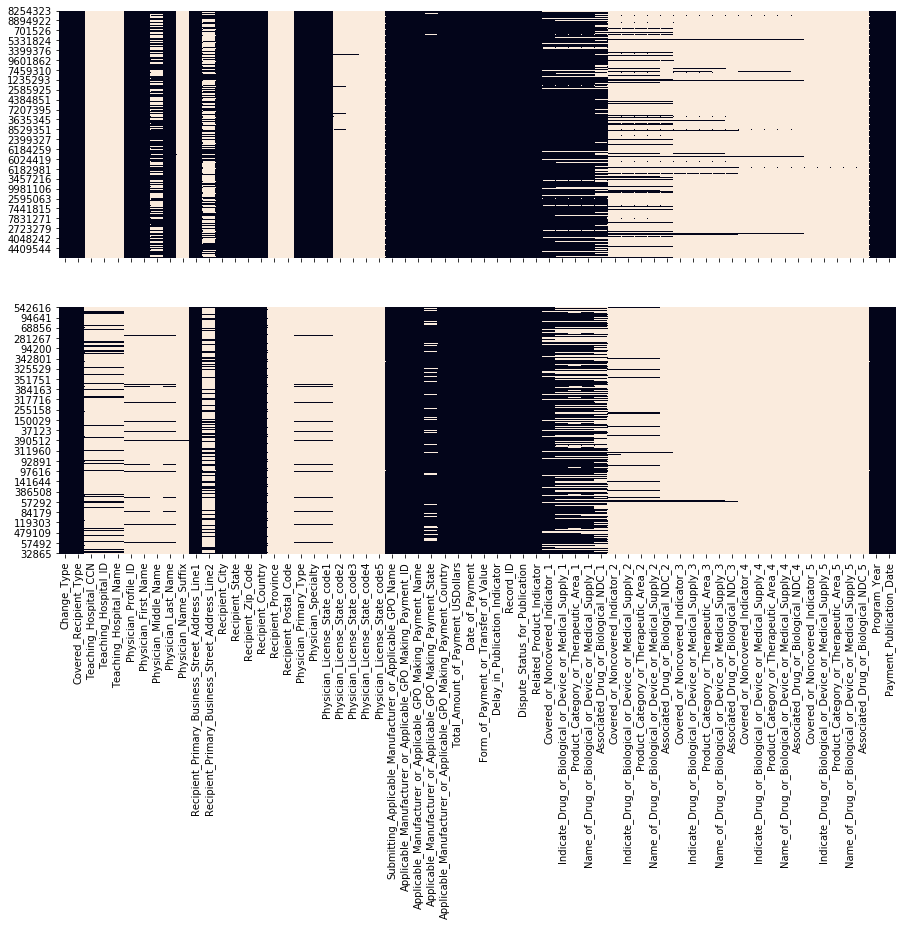 8254323
8894922
701526
5331824
3399376
9601862
7459310
1235293
2585925
4384851
7207395
3635345
8529351
2399327
6184259
6024419
6182981
3457216
9981106
2595063
7441815
7831271
2723279
4048242
4409544
542616
94641
68856
281267
94200
342801
325529
351751
384163
317716
255158
150029
37123
390512
311960
92891
97616
141644
386508
57292
84179
119303
479109
57492
32865
Change_Type
Covered_Recipient_Type
Teaching_Hospital_CCN
Teaching_Hospital_ID
Teaching_Hospital_Name
Physician_Profile_ID
Physician_First_Name
Physician_Middle_Name
Physician_Last_Name
Physician_Name_Suffix
Recipient_Primary_Business_Street_Address_Line1
Recipient_Primary_Business_Street_Address_Line2
Recipient_City
Recipient_State
Recipient_Zip_Code
Recipient_Country
Recipient_Province
Recipient_Postal_Code
Physician_Primary_Type
Physician_Specialty
Physician_License_State_code1
Physician_License_State_code2
Physician_License_State_code3
Physician_License_State_code4
Physician_License_State_code5
Submitting_Applicable_Manufacturer_or_Applicable_GPO_Name
Applicable_Manufacturer_or_Applicable_GPO_Making_Payment_ID
Applicable_Manufacturer_or_Applicable_GPO_Making_Payment_Name
Applicable_Manufacturer_or_Applicable_GPO_Making_Payment_State
Applicable_Manufacturer_or_Applicable_GPO_Making_Payment_Country
Total_Amount_of_Payment_USDollars
Date_of_Payment
Form_of_Payment_or_Transfer_of_Value
Delay_in_Publication_Indicator
Record_ID
Dispute_Status_for_Publication
Related_Product_Indicator
Covered_or_Noncovered_Indicator_1
Indicate_Drug_or_Biological_or_Device_or_Medical_Supply_1
Product_Category_or_Therapeutic_Area_1
Name_of_Drug_or_Biological_or_Device_or_Medical_Supply_1
Associated_Drug_or_Biological_NDC_1
Covered_or_Noncovered_Indicator_2
Indicate_Drug_or_Biological_or_Device_or_Medical_Supply_2
Product_Category_or_Therapeutic_Area_2
Name_of_Drug_or_Biological_or_Device_or_Medical_Supply_2
Associated_Drug_or_Biological_NDC_2
Covered_or_Noncovered_Indicator_3
Indicate_Drug_or_Biological_or_Device_or_Medical_Supply_3
Product_Category_or_Therapeutic_Area_3
Name_of_Drug_or_Biological_or_Device_or_Medical_Supply_3
Associated_Drug_or_Biological_NDC_3
Covered_or_Noncovered_Indicator_4
Indicate_Drug_or_Biological_or_Device_or_Medical_Supply_4
Product_Category_or_Therapeutic_Area_4
Name_of_Drug_or_Biological_or_Device_or_Medical_Supply_4
Associated_Drug_or_Biological_NDC_4
Covered_or_Noncovered_Indicator_5
Indicate_Drug_or_Biological_or_Device_or_Medical_Supply_5
Product_Category_or_Therapeutic_Area_5
Name_of_Drug_or_Biological_or_Device_or_Medical_Supply_5
Associated_Drug_or_Biological_NDC_5
Program_Year
Payment_Publication_Date